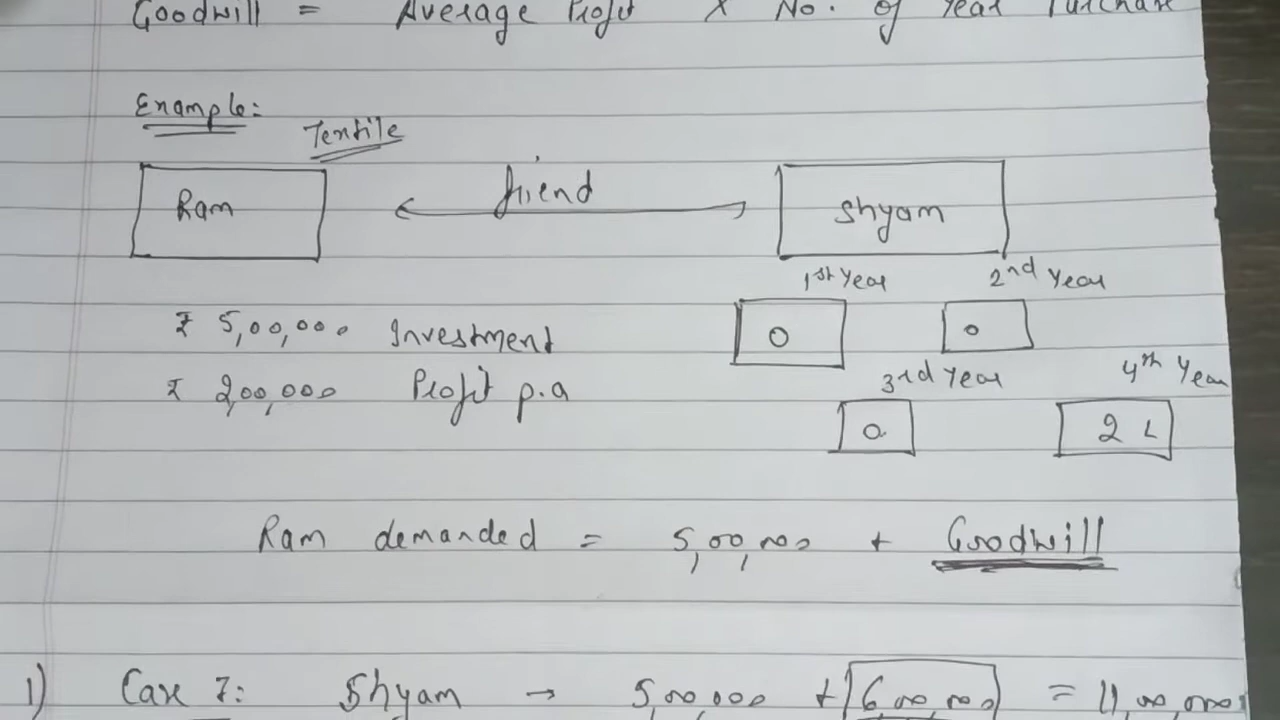 Goodwill = Average Profit × No. of Year Purchase
Example:
Textile
Ram
friend
Shyam
1st Year 2nd Year
₹ 5,00,000 Investment
0 0
₹ 2,00,000 Profit p.a
3rd Year 4th Year
0 2 L
Ram demanded = 5,00,000 + Goodwill
1) Case 1: Shyam → 5,00,000 + 6,00,000 = 11,00,000